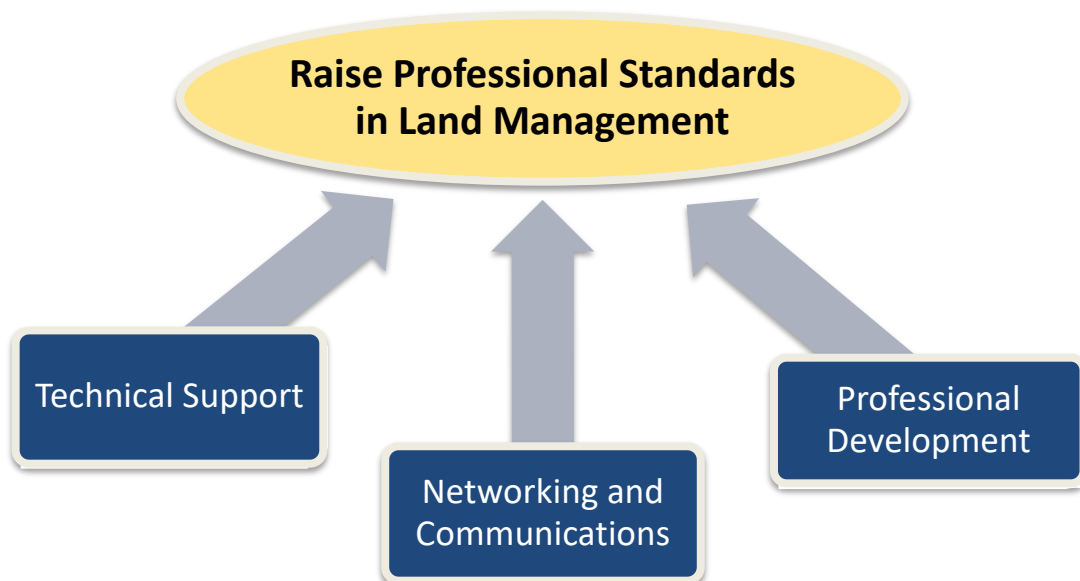 Raise Professional Standards
in Land Management
Technical Support
Networking and
Communications
Professional
Development